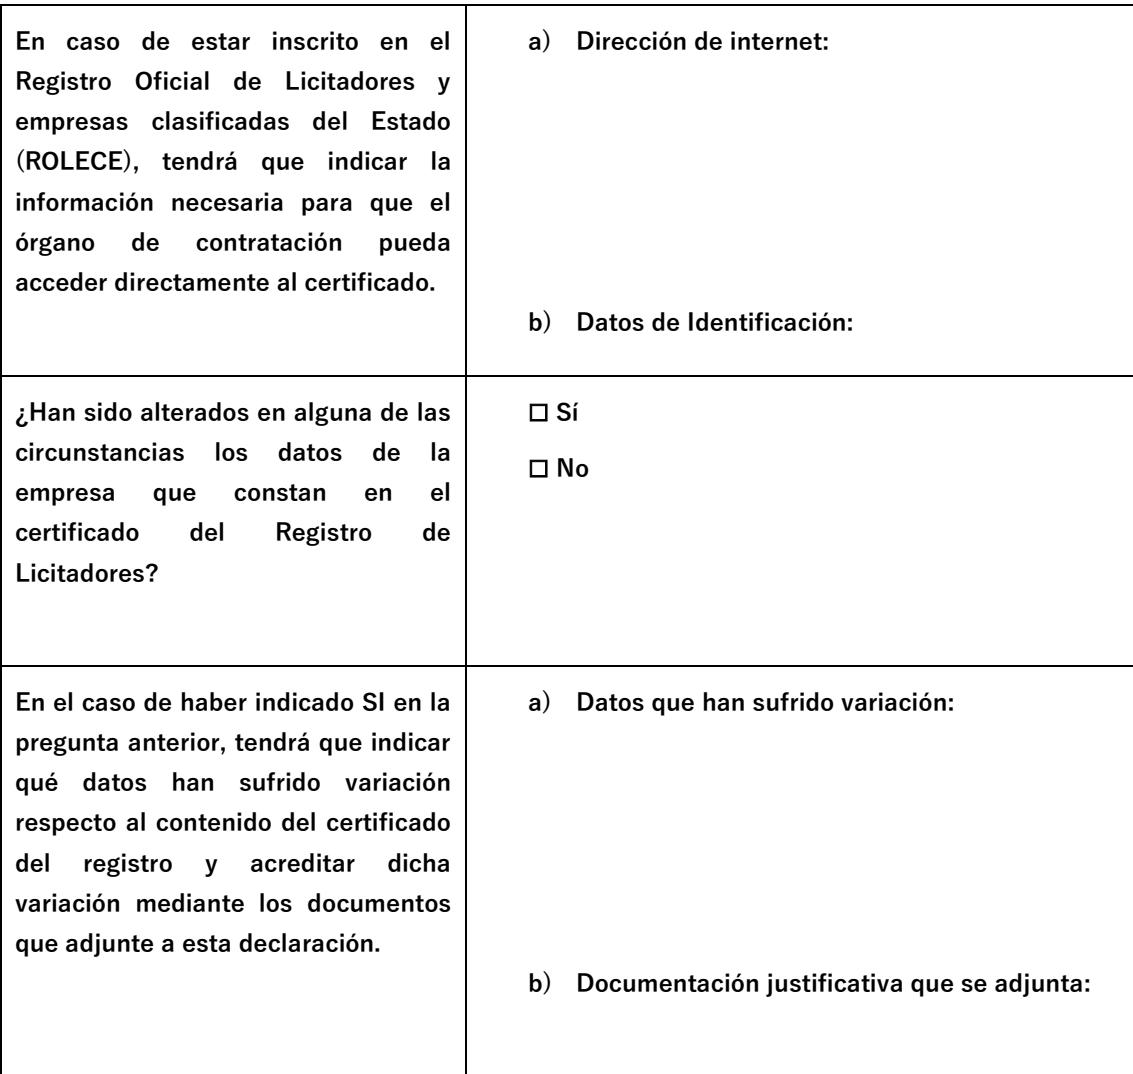 En caso de estar inscrito en el
Registro Oficial de Licitadores y
empresas clasificadas del Estado
(ROLECE), tendrá que indicar la
información necesaria para que el
órgano de contratación pueda
acceder directamente al certificado.
a) Dirección de internet:
b) Datos de Identificación:
¿Han sido alterados en alguna de las
circunstancias los datos de la
empresa que constan en el
certificado del Registro de
Licitadores?
☐ Sí
☐ No
En el caso de haber indicado SI en la
pregunta anterior, tendrá que indicar
qué datos han sufrido variación
respecto al contenido del certificado
del registro y acreditar dicha
variación mediante los documentos
que adjunte a esta declaración.
a) Datos que han sufrido variación:
b) Documentación justificativa que se adjunta: